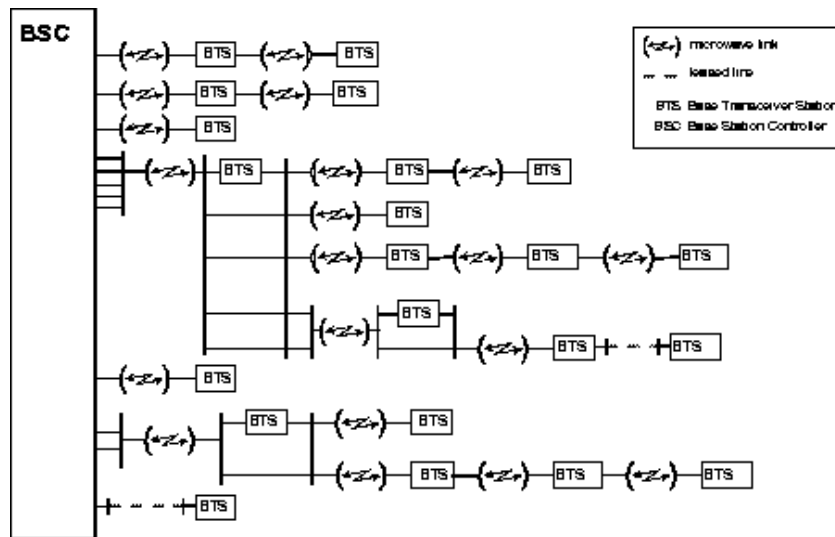 BSC
BTS BTS
microwave link
leased line
BTS BTS
BTS Base Transceiver Station
BTS
BSC Base Station Controller
BTS BTS BTS
BTS
BTS BTS BTS
BTS
BTS BTS
BTS
BTS BTS
BTS BTS BTS
BTS